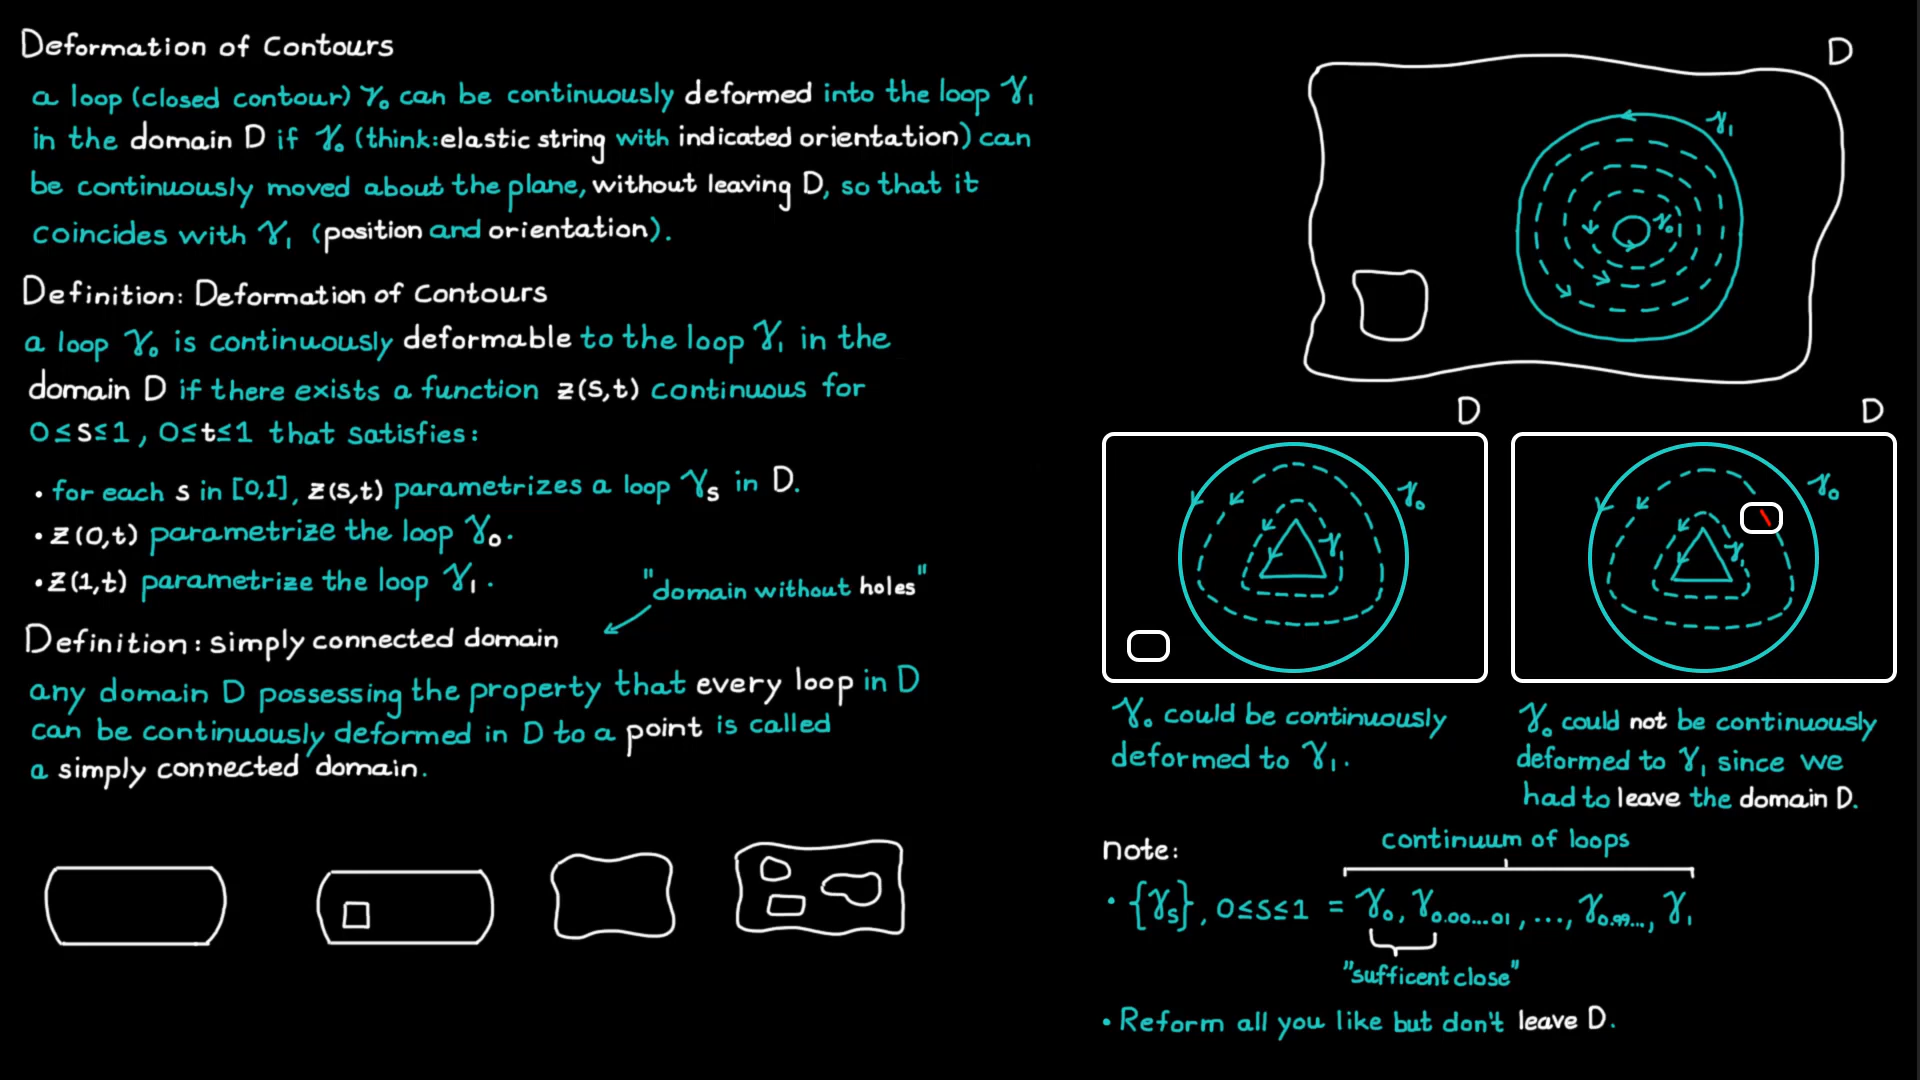 Deformation of Contours
a loop (closed contour) γ₀ can be continuously deformed into the loop γ₁
in the domain D if γ₀ (think: elastic string with indicated orientation) can
be continuously moved about the plane, without leaving D, so that it
coincides with γ₁ (position and orientation).
Definition: Deformation of Contours
a loop γ₀ is continuously deformable to the loop γ₁ in the
domain D if there exists a function z(s,t) continuous for
0≤s≤1, 0≤t≤1 that satisfies:
• for each s in [0,1], z(s,t) parametrizes a loop γₛ in D.
• z(0,t) parametrize the loop γ₀.
• z(1,t) parametrize the loop γ₁.
"domain without holes"
Definition: simply connected domain
any domain D possessing the property that every loop in D
can be continuously deformed in D to a point is called
a simply connected domain.
D
γ₁
γ₀
D
γ₀
γ₁
γ₀ could be continuously
deformed to γ₁.
D
γ₀
γ₁
γ₀ could not be continuously
deformed to γ₁ since we
had to leave the domain D.
note:
continuum of loops
• {γₛ}, 0≤s≤1 = γ₀, γ₀.₀₀...₀₁, ..., γ₀.₉₉..., γ₁
"sufficent close"
• Reform all you like but don't leave D.